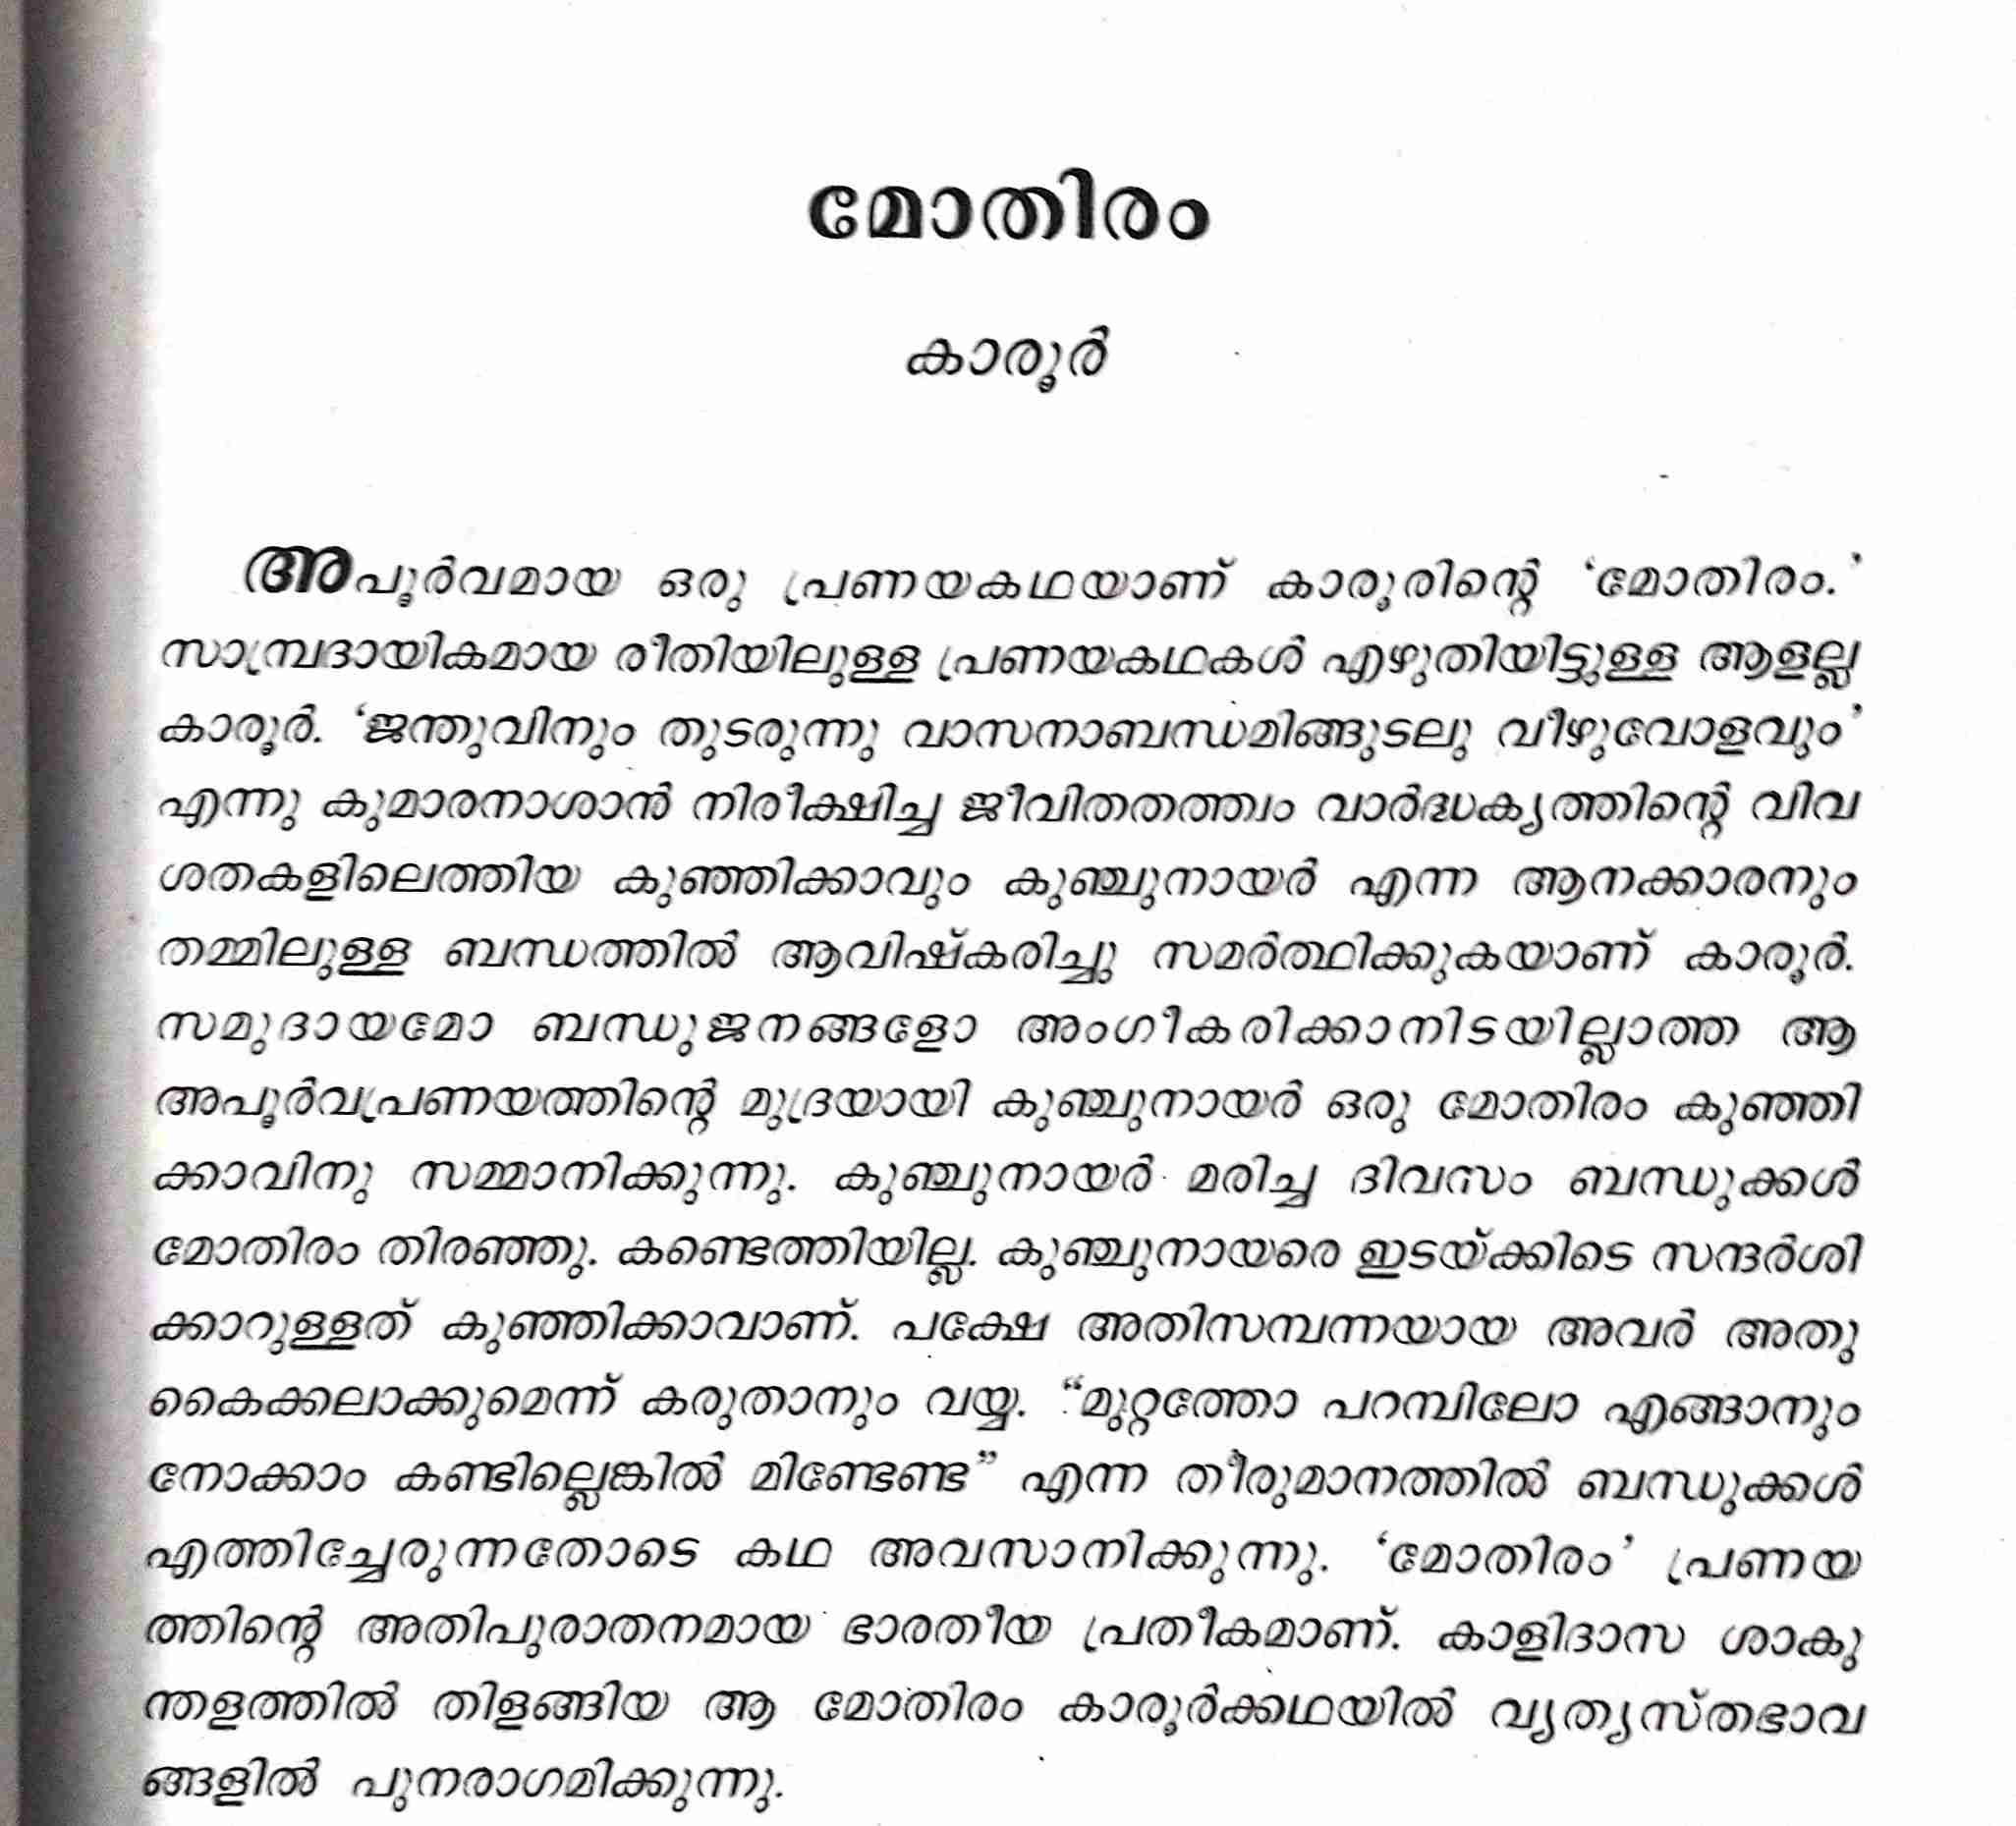 മോതിരം
കാരൂർ
അപൂർവമായ ഒരു പ്രണയകഥയാണ് കാരൂരിന്റെ ‘മോതിരം.’
സാമ്പ്രദായികമായ രീതിയിലുള്ള പ്രണയകഥകൾ എഴുതിയിട്ടുള്ള ആളല്ല
കാരൂർ. ‘ജന്തുവിനും തുടരുന്നു വാസനാബന്ധമിങ്ങുടലു വീഴുവോളവും’
എന്നു കുമാരനാശാൻ നിരീക്ഷിച്ച ജീവിതതത്ത്വം വാർദ്ധക്യത്തിന്റെ വിവ
ശതകളിലെത്തിയ കുഞ്ഞിക്കാവും കുഞ്ചുനായർ എന്ന ആനക്കാരനും
തമ്മിലുള്ള ബന്ധത്തിൽ ആവിഷ്കരിച്ചു സമർത്ഥിക്കുകയാണ് കാരൂർ.
സമുദായമോ ബന്ധുജനങ്ങളോ അംഗീകരിക്കാനിടയില്ലാത്ത ആ
അപൂർവപ്രണയത്തിന്റെ മുദ്രയായി കുഞ്ചുനായർ ഒരു മോതിരം കുഞ്ഞി
ക്കാവിനു സമ്മാനിക്കുന്നു. കുഞ്ചുനായർ മരിച്ച ദിവസം ബന്ധുക്കൾ
മോതിരം തിരഞ്ഞു. കണ്ടെത്തിയില്ല. കുഞ്ചുനായരെ ഇടയ്ക്കിടെ സന്ദർശി
ക്കാറുള്ളത് കുഞ്ഞിക്കാവാണ്. പക്ഷേ അതിസമ്പന്നയായ അവർ അതു
കൈക്കലാക്കുമെന്ന് കരുതാനും വയ്യ. “മുറ്റത്തോ പറമ്പിലോ എങ്ങാനും
നോക്കാം കണ്ടില്ലെങ്കിൽ മിണ്ടേണ്ട” എന്ന തീരുമാനത്തിൽ ബന്ധുക്കൾ
എത്തിച്ചേരുന്നതോടെ കഥ അവസാനിക്കുന്നു. ‘മോതിരം’ പ്രണയ
ത്തിന്റെ അതിപുരാതനമായ ഭാരതീയ പ്രതീകമാണ്. കാളിദാസ ശാകു
ന്തളത്തിൽ തിളങ്ങിയ ആ മോതിരം കാരൂർക്കഥയിൽ വ്യത്യസ്തഭാവ
ങ്ങളിൽ പുനരാഗമിക്കുന്നു.